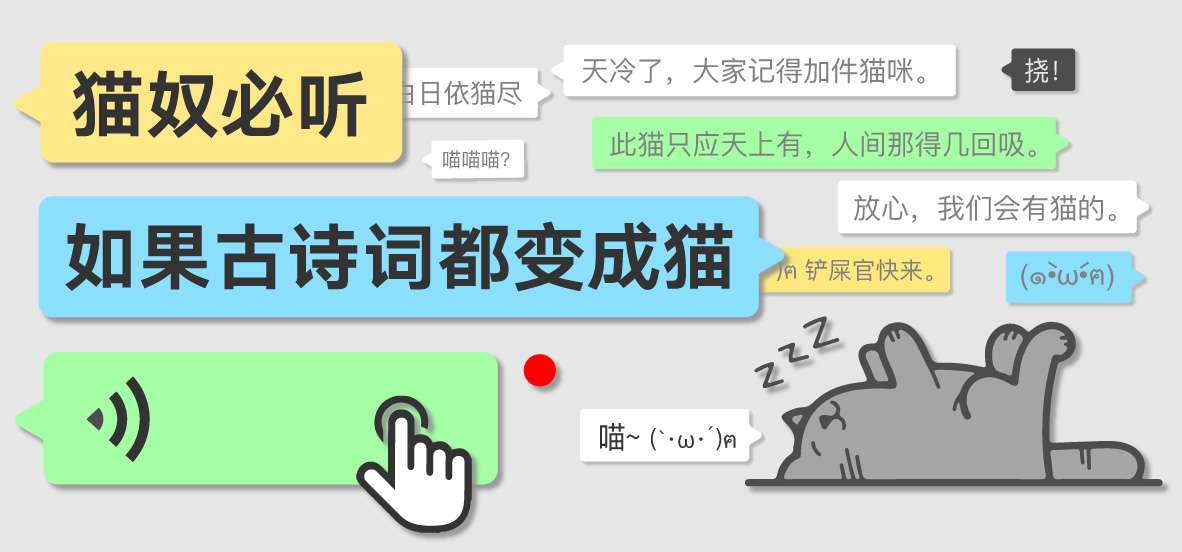 猫奴必听
日依猫尽
天冷了，大家记得加件猫咪。
挠！
喵喵喵？
此猫只应天上有，人间那得几回吸。
放心，我们会有猫的。
如果古诗词都变成猫
)ฅ 铲屎官快来。
(๑•̀ω•́ฅ)
zzz
喵~ (`･ω･´)ฅ